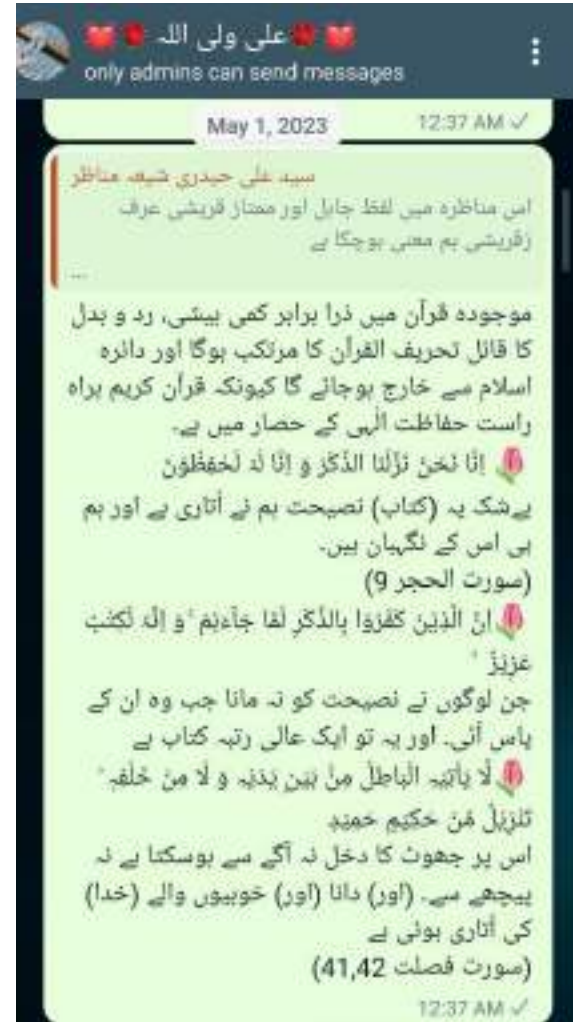 علی ولی اللہ
only admins can send messages
12:37 AM
May 1, 2023
سید علی حیدری شیعہ مناظر
اس مناظرہ میں لفظ جاہل اور ممتاز قریشی عرف
زقریشی ہم معنی ہوچکا ہے
...
موجودہ قرآن میں ذرا برابر کمی بیشی، رد و بدل
کا قائل تحریف القرآن کا مرتکب ہوگا اور دائرہ
اسلام سے خارج ہوجائے گا کیونکہ قرآن کریم براہ
راست حفاظت الٰہی کے حصار میں ہے۔
🌷 اِنَّا نَحْنُ نَزَّلْنَا الذِّكْرَ وَ اِنَّا لَهٗ لَحٰفِظُوْنَ
بےشک یہ (کتاب) نصیحت ہم نے اُتاری ہے اور ہم
ہی اس کے نگہبان ہیں۔
(سورت الحجر 9)
🌷 اِنَّ الَّذِیْنَ كَفَرُوْا بِالذِّكْرِ لَمَّا جَآءَهُمْ ۚ وَ اِنَّهٗ لَكِتٰبٌ
عَزِیْزٌ ۙ
جن لوگوں نے نصیحت کو نہ مانا جب وہ ان کے
پاس آئی۔ اور یہ تو ایک عالی رتبہ کتاب ہے
🌷 لَّا یَاْتِیْهِ الْبَاطِلُ مِنْۢ بَیْنِ یَدَیْهِ وَ لَا مِنْ خَلْفِهٖ ؕ
تَنْزِیْلٌ مِّنْ حَكِیْمٍ حَمِیْدٍ
اس پر جھوٹ کا دخل نہ آگے سے ہوسکتا ہے نہ
پیچھے سے۔ (اور) دانا (اور) خوبیوں والے (خدا)
کی اُتاری ہوئی ہے
(سورت فصلت 41,42)
12:37 AM